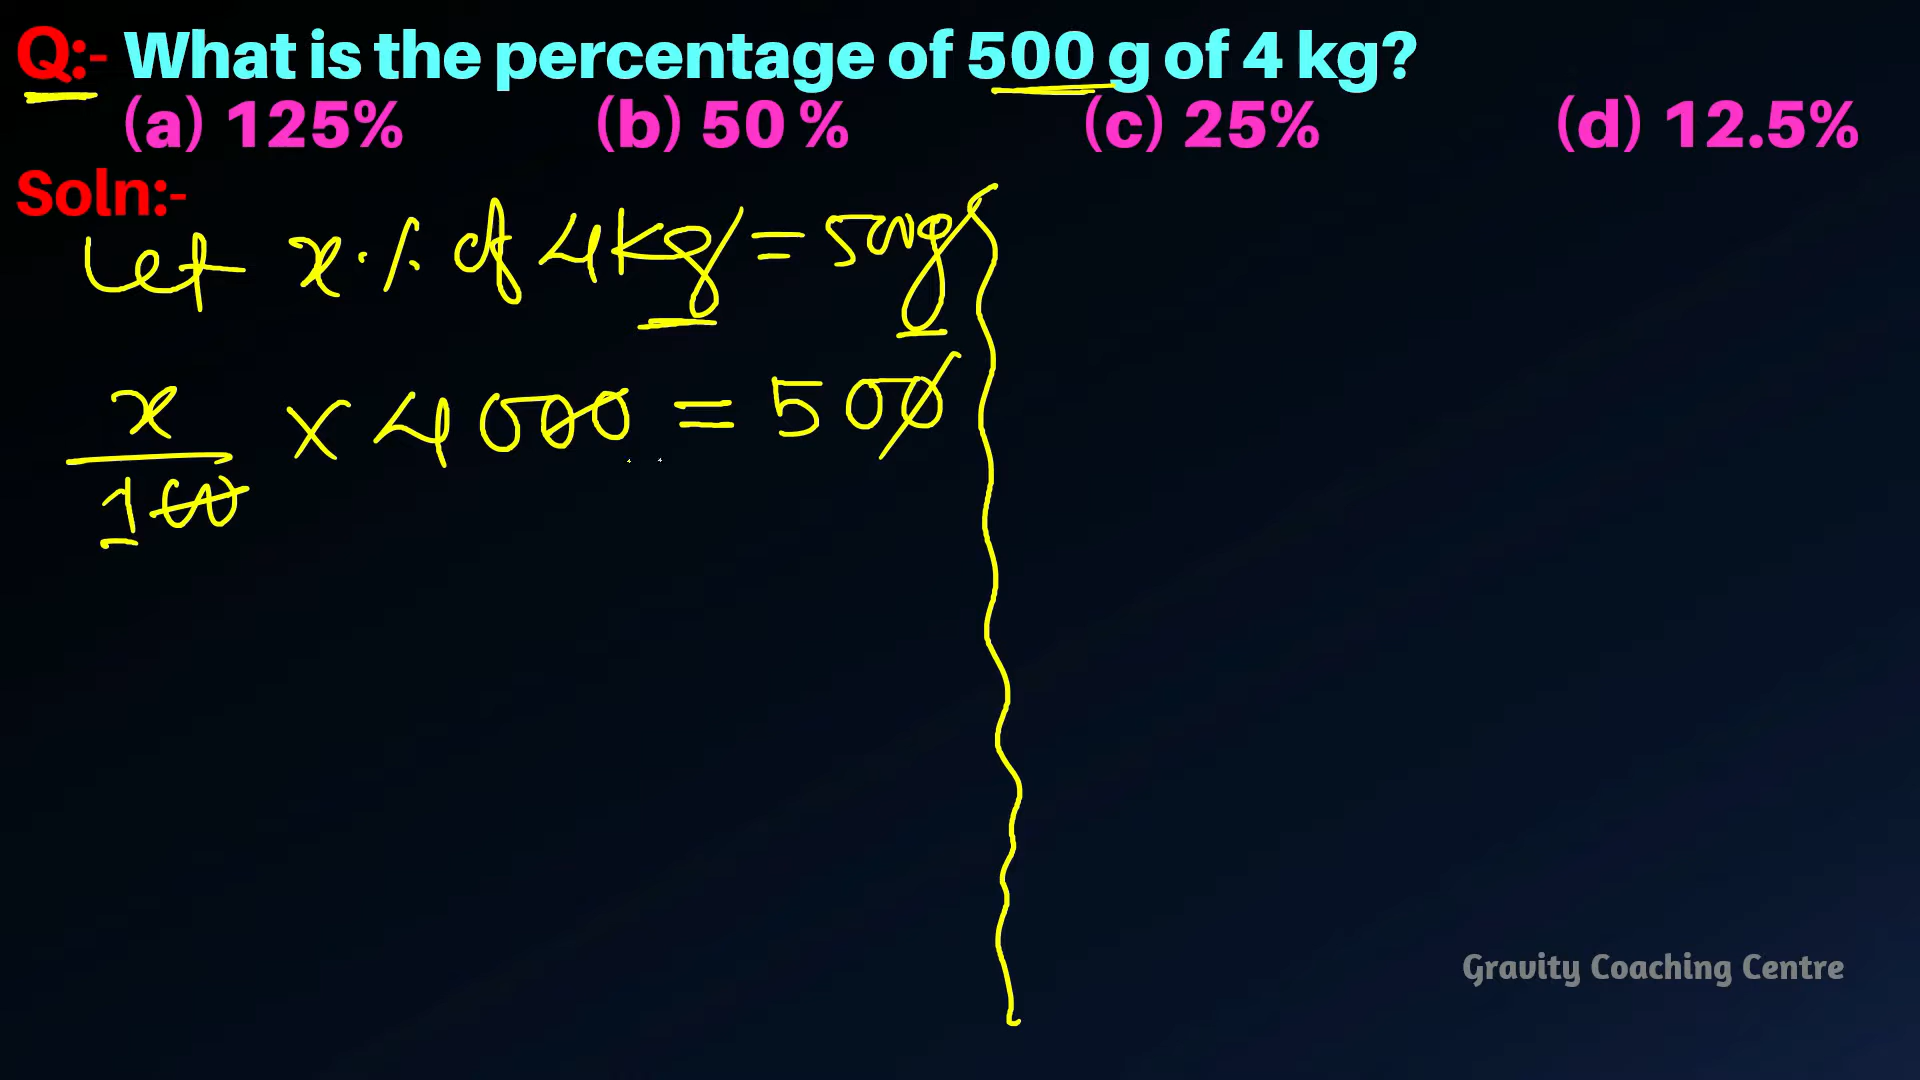 Q:- What is the percentage of 500 g of 4 kg?
(a) 125% (b) 50 % (c) 25% (d) 12.5%
Soln:-
Let x % of 4kg = 500g
x
× 4000 = 500
100
Gravity Coaching Centre